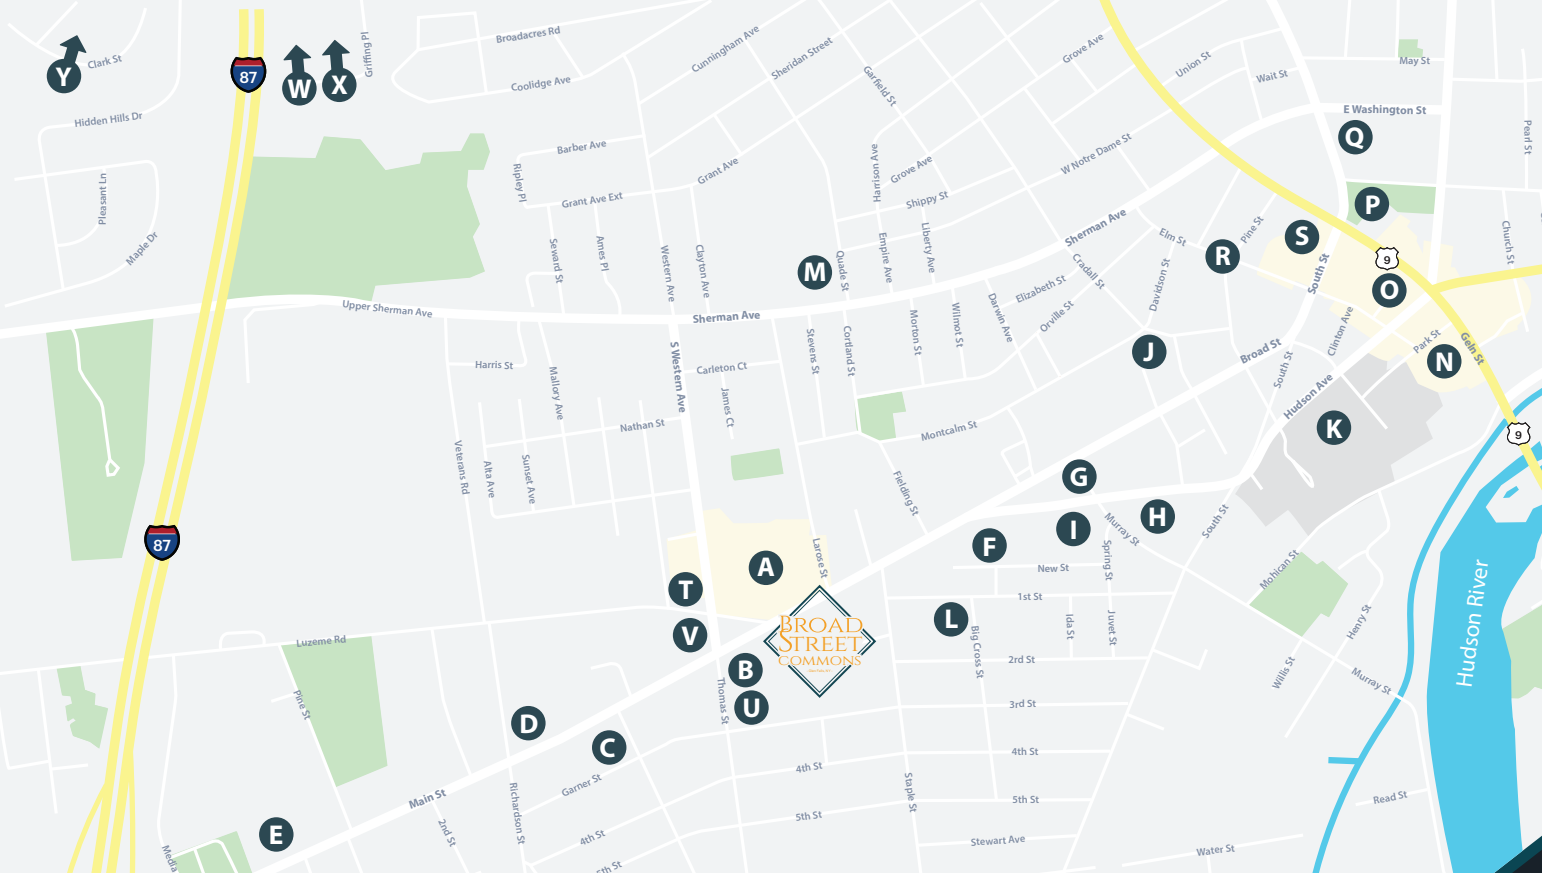 Broadacres Rd
Griffing Pl
Cunningham Ave
Grove Ave
Sheridan Street
Union St
May St
Clark St
Y
87
W
X
Coolidge Ave
Garfield St
Wait St
E Washington St
Hidden Hills Dr
Q
Pearl St
Barber Ave
W Notre Dame St
Harrison Ave
Grove Ave
Grant Ave
Ripley Pl
Pleasant Ln
Grant Ave Ext
Shippy St
P
Sherman Ave
Maple Dr
Seward St
Ames Pl
Western Ave
Clayton Ave
Quade St
Empire Ave
Liberty Ave
Elm St
Pine St
S
R
Church St
9
M
Cradall St
Davidson St
South St
O
Elizabeth St
Upper Sherman Ave
Sherman Ave
Stevens St
Cortland St
Morton St
Wilmot St
Darwin Ave
Orville St
Clinton Ave
Park St
Geln St
N
J
Broad St
South St
Harris St
S Western Ave
Carleton Ct
Mallory Ave
James Ct
Hudson Ave
Nathan St
Montcalm St
K
9
Veterans Rd
Alta Ave
Sunset Ave
Fielding St
G
H
I
Murray St
South St
87
F
Larose St
A
Spring St
New St
Mohican St
T
1st St
L
Ida St
Juvet St
Henry St
Hudson River
V
BROAD
STREET
COMMONS
Luzeme Rd
Big Cross St
2nd St
B
Willis St
Murray St
U
Thomas St
Pine St
3rd St
D
C
4th St
4th St
Garner St
Staple St
Main St
Richardson St
5th St
5th St
Read St
E
2nd St
4th St
Stewart Ave
Water St
Media
5th St